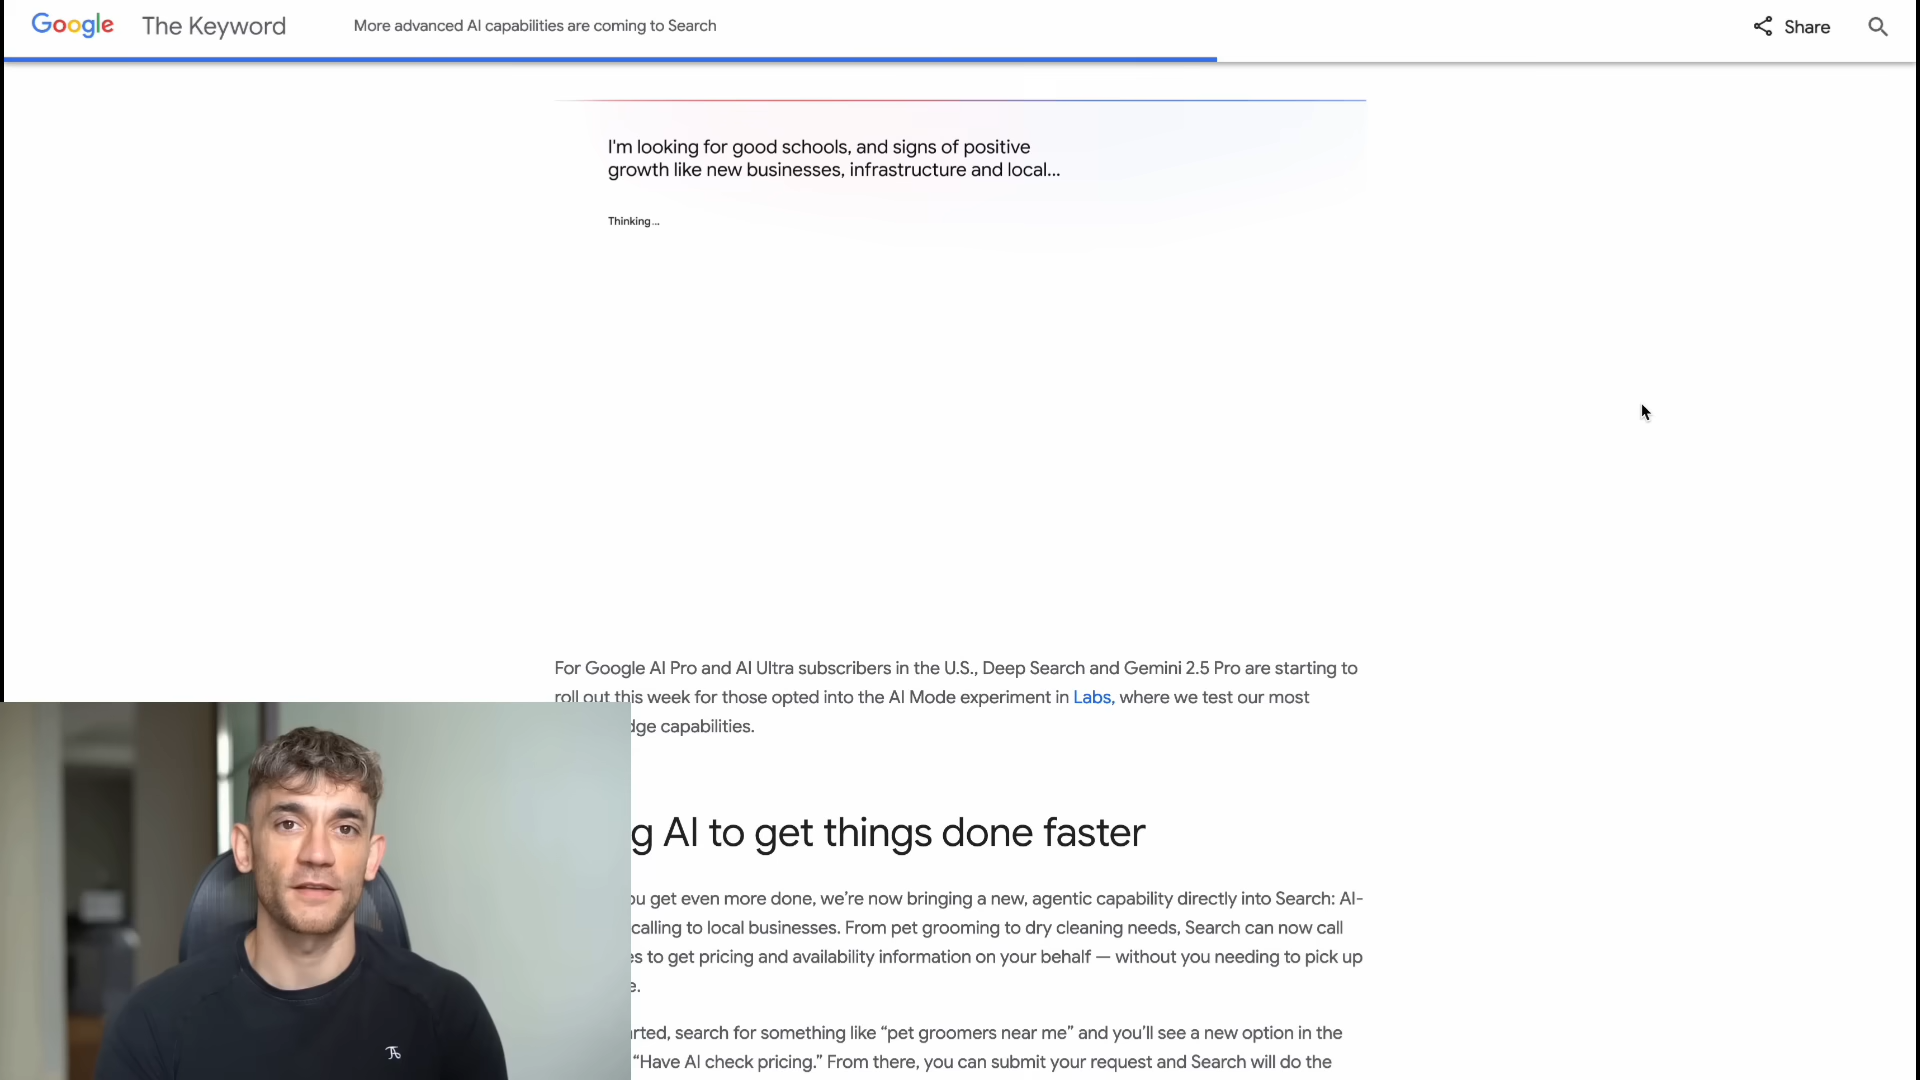 Google The Keyword More advanced AI capabilities are coming to Search Share
I'm looking for good schools, and signs of positive
growth like new businesses, infrastructure and local...
Thinking...
For Google AI Pro and AI Ultra subscribers in the U.S., Deep Search and Gemini 2.5 Pro are starting to
roll out this week for those opted into the AI Mode experiment in Labs, where we test our most
dge capabilities.
g AI to get things done faster
ou get even more done, we’re now bringing a new, agentic capability directly into Search: AI-
calling to local businesses. From pet grooming to dry cleaning needs, Search can now call
es to get pricing and availability information on your behalf — without you needing to pick up
e.
rted, search for something like “pet groomers near me” and you’ll see a new option in the
“Have AI check pricing.” From there, you can submit your request and Search will do the